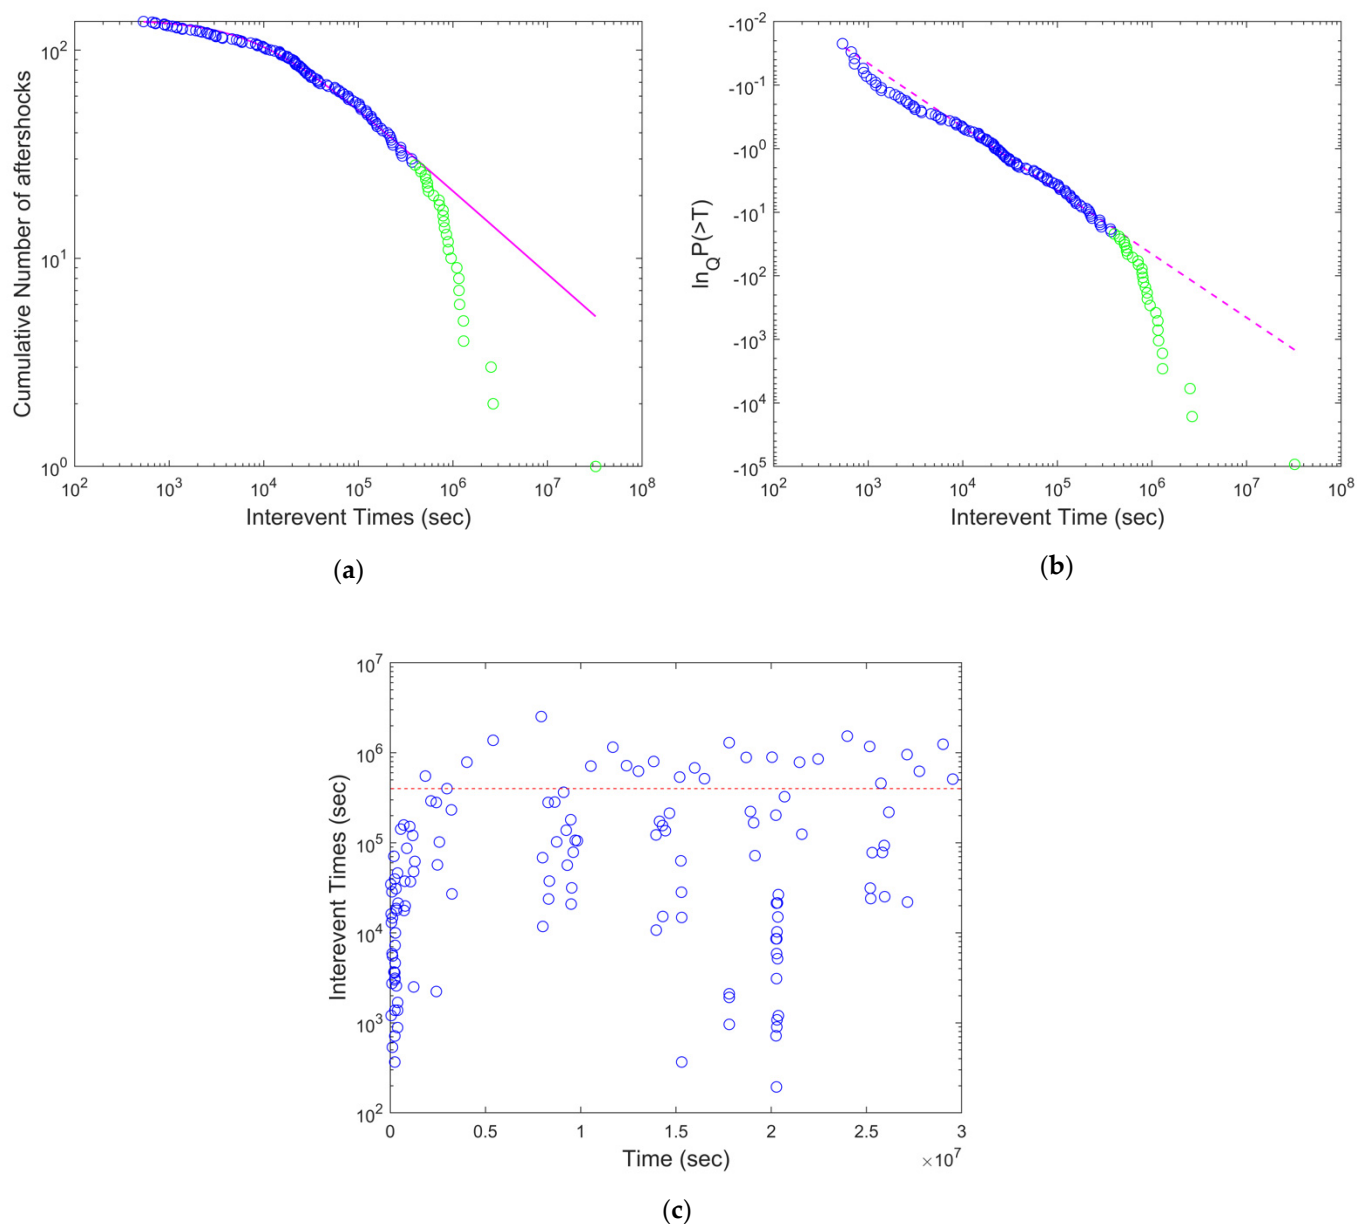 10^2
10^1
10^0
10^2 10^3 10^4 10^5 10^6 10^7 10^8
Cumulative Number of aftershocks
Interevent Times (sec)
(a)
-10^-2
-10^-1
-10^0
-10^1
-10^2
-10^3
-10^4
-10^5
10^2 10^3 10^4 10^5 10^6 10^7 10^8
ln_Q P(>T)
Interevent Time (sec)
(b)
10^7
10^6
10^5
10^4
10^3
10^2
0 0.5 1 1.5 2 2.5 3
×10^7
Interevent Times (sec)
Time (sec)
(c)